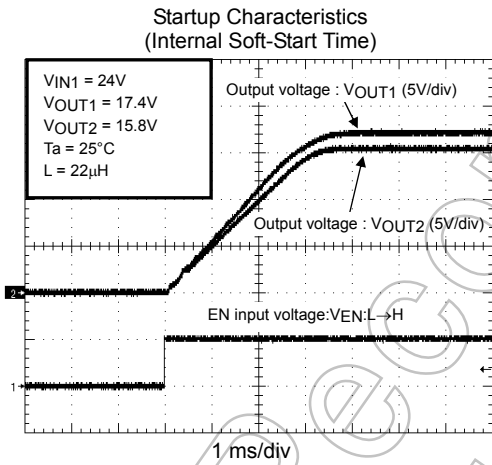 Startup Characteristics
(Internal Soft-Start Time)
VIN1 = 24V
VOUT1 = 17.4V
VOUT2 = 15.8V
Ta = 25°C
L = 22μH
Output voltage : VOUT1 (5V/div)
Output voltage : VOUT2 (5V/div)
2
EN input voltage:VEN:L→H
1
1 ms/div